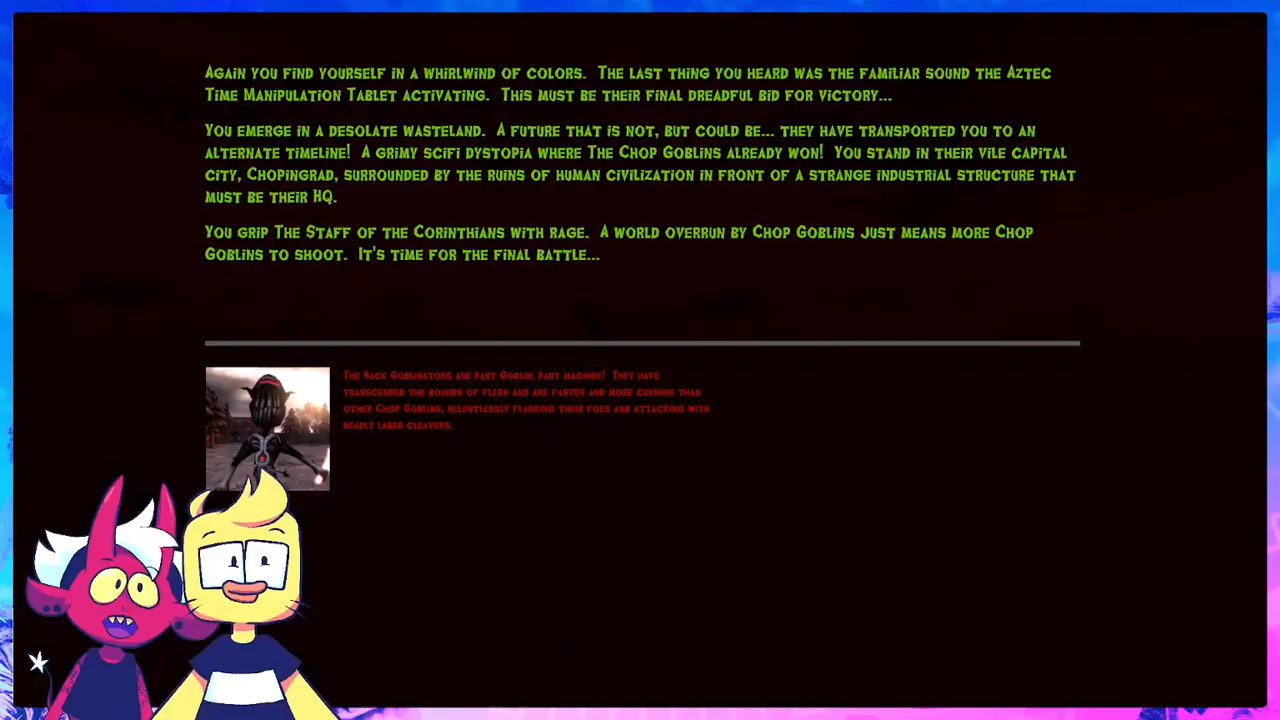 Again you find yourself in a whirlwind of colors. The last thing you heard was the familiar sound the Aztec
Time Manipulation Tablet activating. This must be their final dreadful bid for victory...
You emerge in a desolate wasteland. A future that is not, but could be... they have transported you to an
alternate timeline! A grimy scifi dystopia where The Chop Goblins already won! You stand in their vile capital
city, Chopingrad, surrounded by the ruins of human civilization in front of a strange industrial structure that
must be their HQ.
You grip The Staff of the Corinthians with rage. A world overrun by Chop Goblins just means more Chop
Goblins to shoot. It's time for the final battle...
The Hack Goblinators are part Goblin, part machine! They have
transcended the bounds of flesh and are faster and more cunning than
other Chop Goblins, relentlessly flanking their foes and attacking with
deadly laser cleavers.